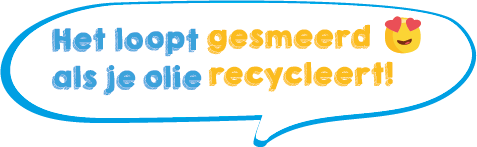 Het loopt gesmeerd 😍
als je olie recycleert!